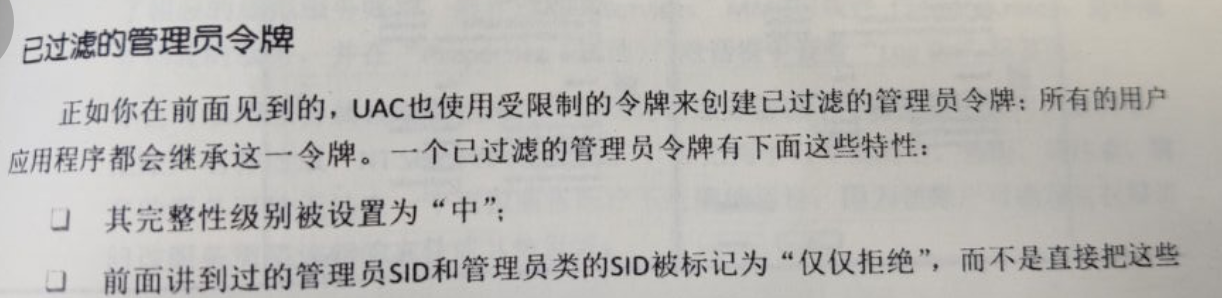 已过滤的管理员令牌
正如你在前面见到的，UAC也使用受限制的令牌来创建已过滤的管理员令牌；所有的用户
应用程序都会继承这一令牌。一个已过滤的管理员令牌有下面这些特性：
❑ 其完整性级别被设置为“中”；
❑ 前面讲到过的管理员SID和管理员类的SID被标记为“仅仅拒绝”，而不是直接把这些